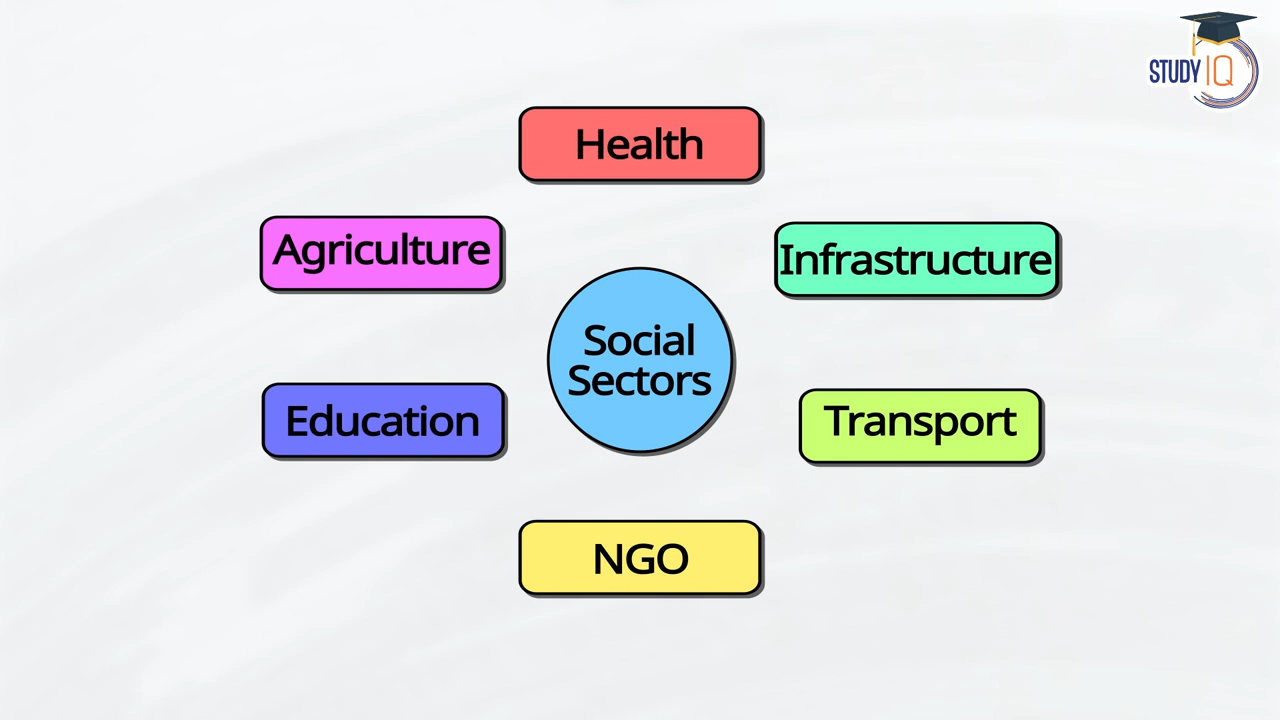 STUDY IQ
Health
Agriculture
Infrastructure
Social
Sectors
Education
Transport
NGO